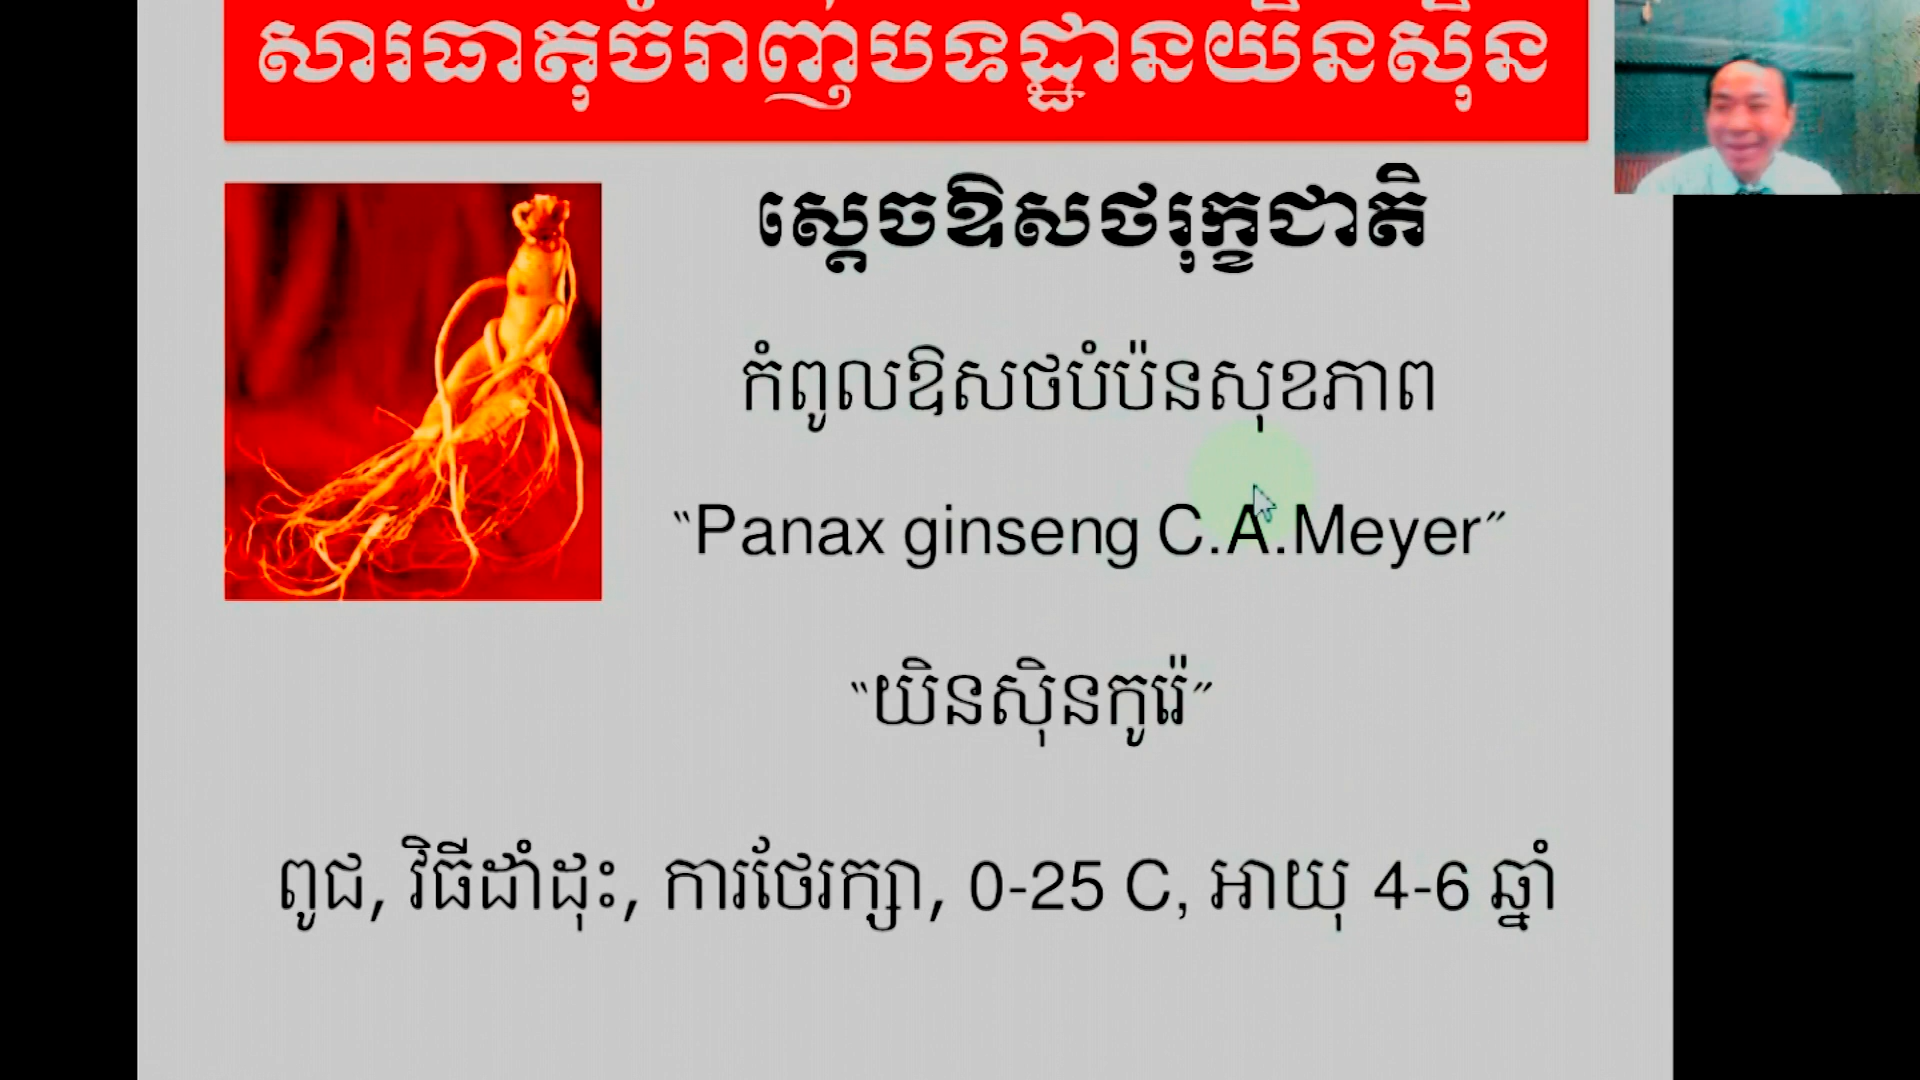 សារធាតុចំរាញ់បទដ្ឋានយិនស៊ិន
ស្តេចឱសថរុក្ខជាតិ
កំពូលឱសថបំប៉នសុខភាព
“Panax ginseng C.A.Meyer”
“យិនស៊ិនកូរ៉េ”
ពូជ, វិធីដាំដុះ, ការថែរក្សា, 0-25 C, អាយុ 4-6 ឆ្នាំ